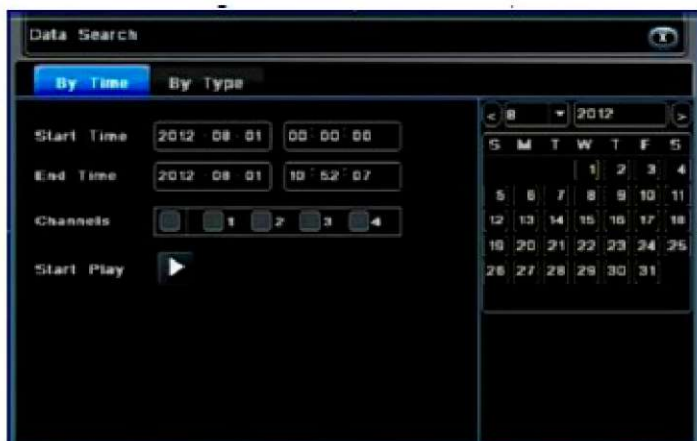 Data Search
X
By Time By Type
Start Time 2012 - 08 - 01 00 : 00 : 00
End Time 2012 - 08 - 01 10 : 52 : 07
Channels 1 2 3 4
Start Play
< 8 2012 >
S M T W T F S
1 2 3 4
5 6 7 8 9 10 11
12 13 14 15 16 17 18
19 20 21 22 23 24 25
26 27 28 29 30 31